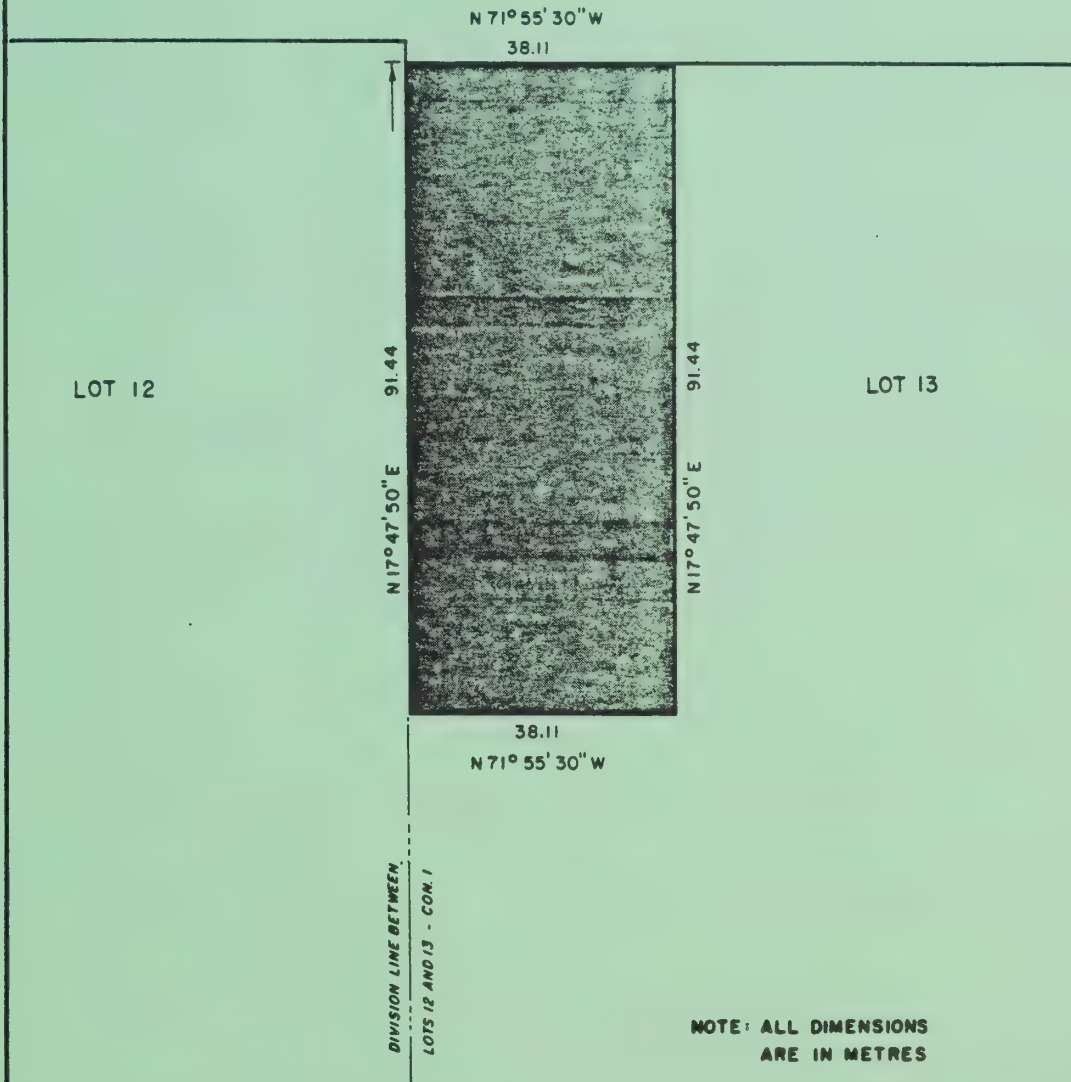 N 71° 55' 30" W
38.11
LOT 12
91.44
N 17° 47' 50" E
91.44
N 17° 47' 50" E
LOT 13
38.11
N 71° 55' 30" W
DIVISION LINE BETWEEN
LOTS 12 AND 13 - CON. 1
NOTE: ALL DIMENSIONS
ARE IN METRES